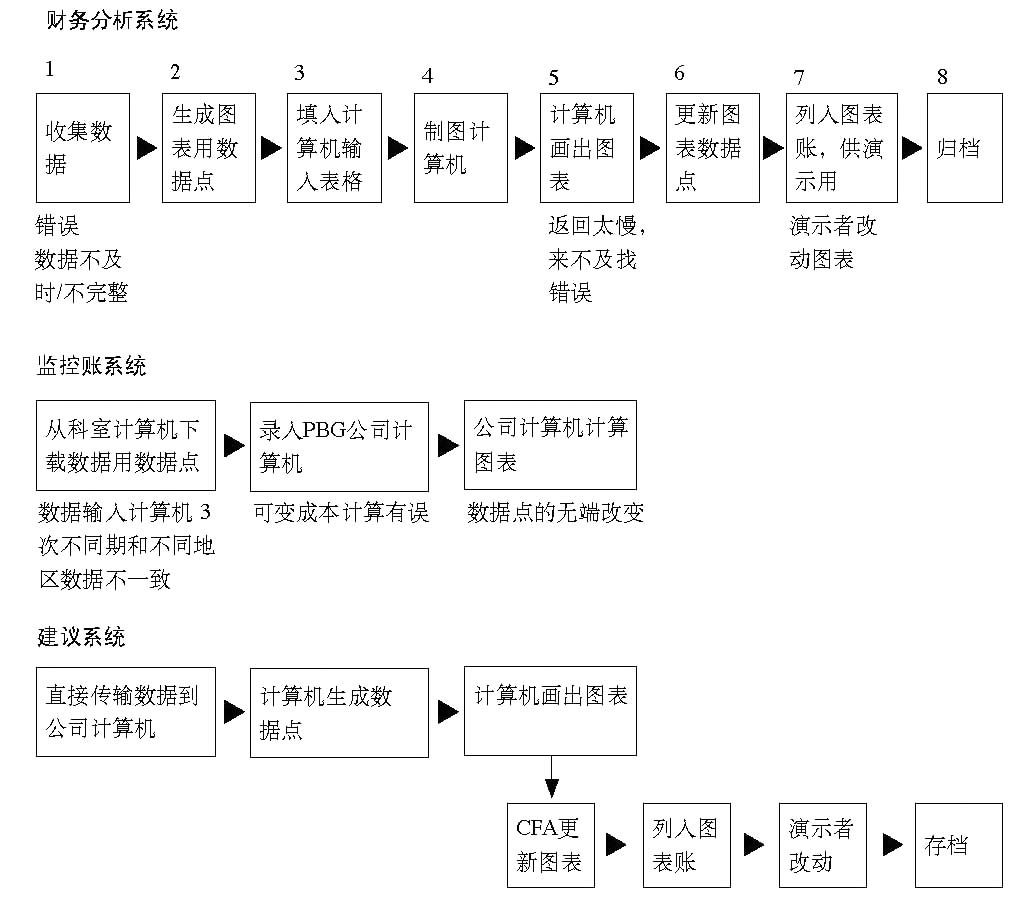 财务分析系统
1 2 3 4 5 6 7 8
收集数
据
生成图
表用数
据点
填入计
算机输
入表格
制图计
算机
计算机
画出图
表
更新图
表数据
点
列入图表
账，供演
示用
归档
错误
数据不及
时/不完整
返回太慢，
来不及找
错误
演示者改
动图表
监控账系统
从科室计算机下
载数据用数据点
录入PBG公司计
算机
公司计算机计算
图表
数据输入计算机 3
次不同期和不同地
区数据不一致
可变成本计算有误
数据点的无端改变
建议系统
直接传输数据到
公司计算机
计算机生成数
据点
计算机画出图表
CFA更
新图表
列入图
表账
演示者
改动
存档